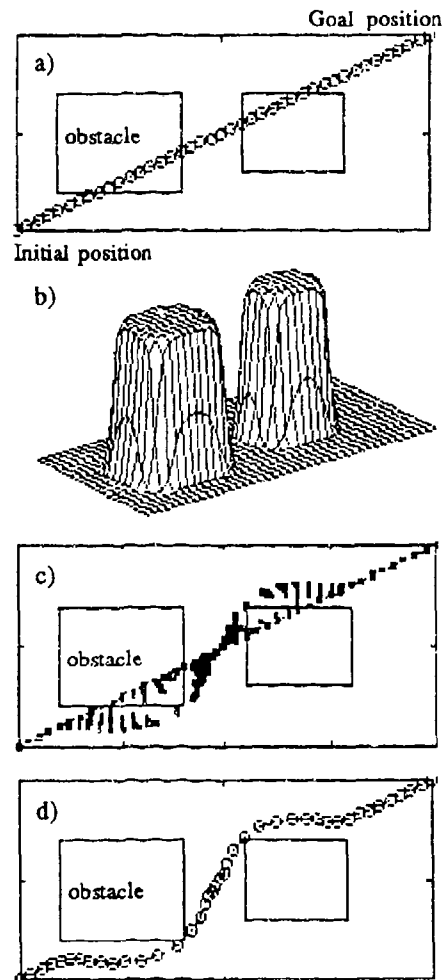 Goal position
a)
obstacle
Initial position
b)
c)
obstacle
d)
obstacle